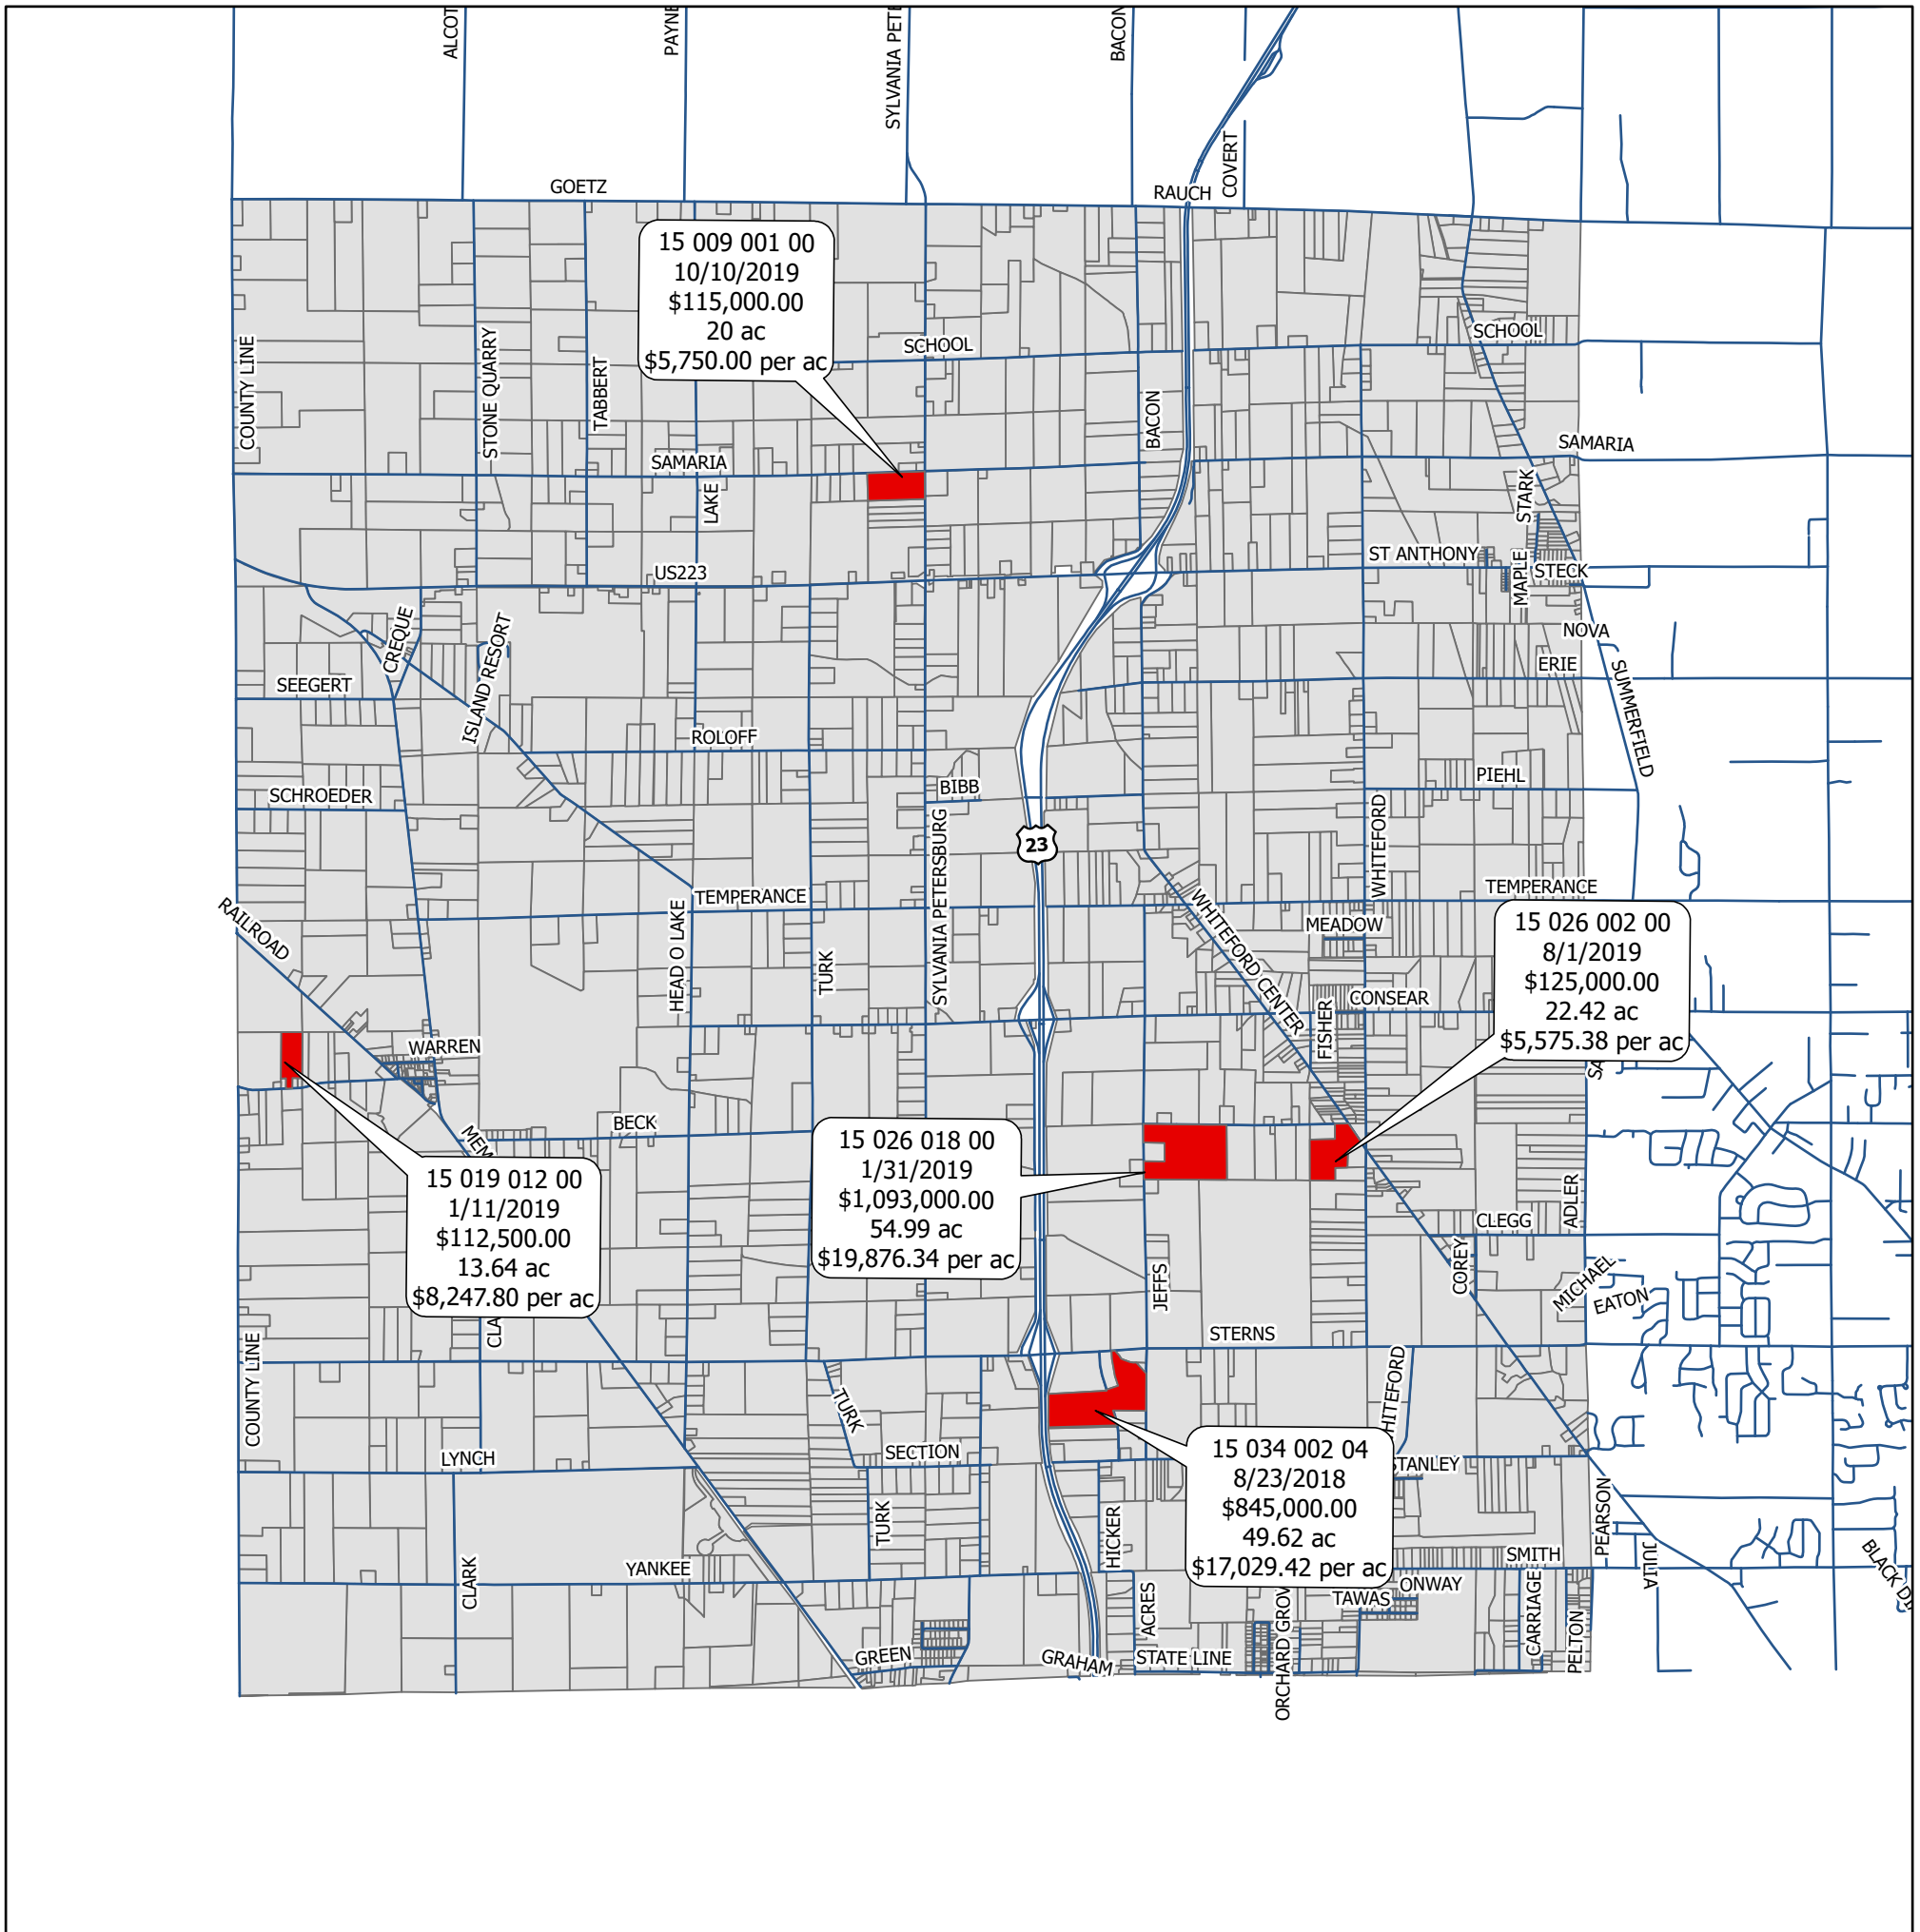 ALCOT
PAYNE
SYLVANIA PETE
BACON
COVERT
GOETZ
RAUCH
15 009 001 00
10/10/2019
$115,000.00
20 ac
$5,750.00 per ac
COUNTY LINE
STONE QUARRY
TABBERT
SCHOOL
SCHOOL
BACON
SAMARIA
SAMARIA
LAKE
STARK
ST ANTHONY
MAPLE
STECK
US223
CREQUE
ISLAND RESORT
NOVA
ERIE
SEEGERT
SUMMERFIELD
ROLOFF
PIEHL
BIBB
SCHROEDER
23
SYLVANIA PETERSBURG
WHITEFORD
TEMPERANCE
TEMPERANCE
RAILROAD
HEAD O LAKE
TURK
WHITEFORD CENTER
MEADOW
15 026 002 00
8/1/2019
$125,000.00
22.42 ac
$5,575.38 per ac
CONSEAR
FISHER
SA
WARREN
BECK
MEM
15 026 018 00
1/31/2019
$1,093,000.00
54.99 ac
$19,876.34 per ac
15 019 012 00
1/11/2019
$112,500.00
13.64 ac
$8,247.80 per ac
CLA
ADLER
CLEGG
COREY
JEFFS
MICHAEL
EATON
COUNTY LINE
STERNS
HITEFORD
TURK
SECTION
LYNCH
15 034 002 04
8/23/2018
$845,000.00
49.62 ac
$17,029.42 per ac
STANLEY
PEARSON
TURK
HICKER
SMITH
JULIA
YANKEE
CLARK
ONWAY
TAWAS
ACRES
ORCHARD GROV
CARRIAGE
PELTON
GREEN
GRAHAM
STATE LINE